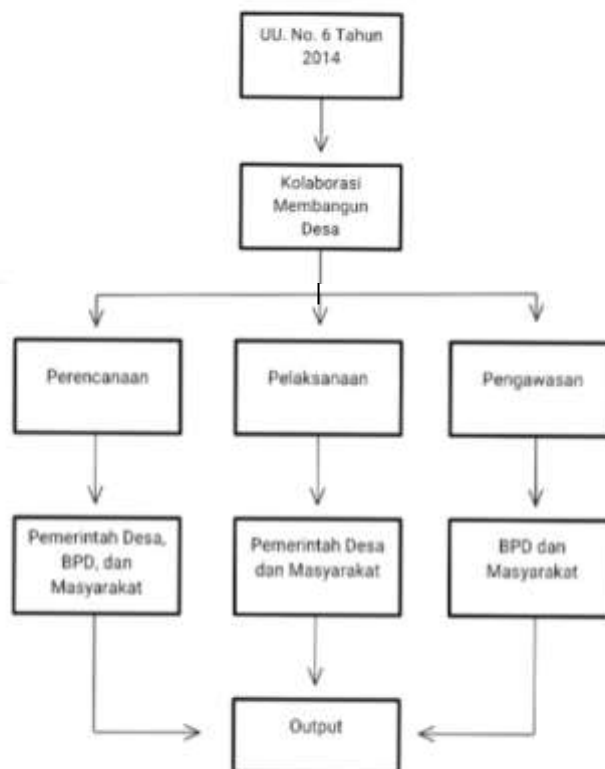 UU. No. 6 Tahun
2014
Kolaborasi
Membangun
Desa
Perencanaan
Pelaksanaan
Pengawasan
Pemerintah Desa,
BPD, dan
Masyarakat
Pemerintah Desa
dan Masyarakat
BPD dan
Masyarakat
Output